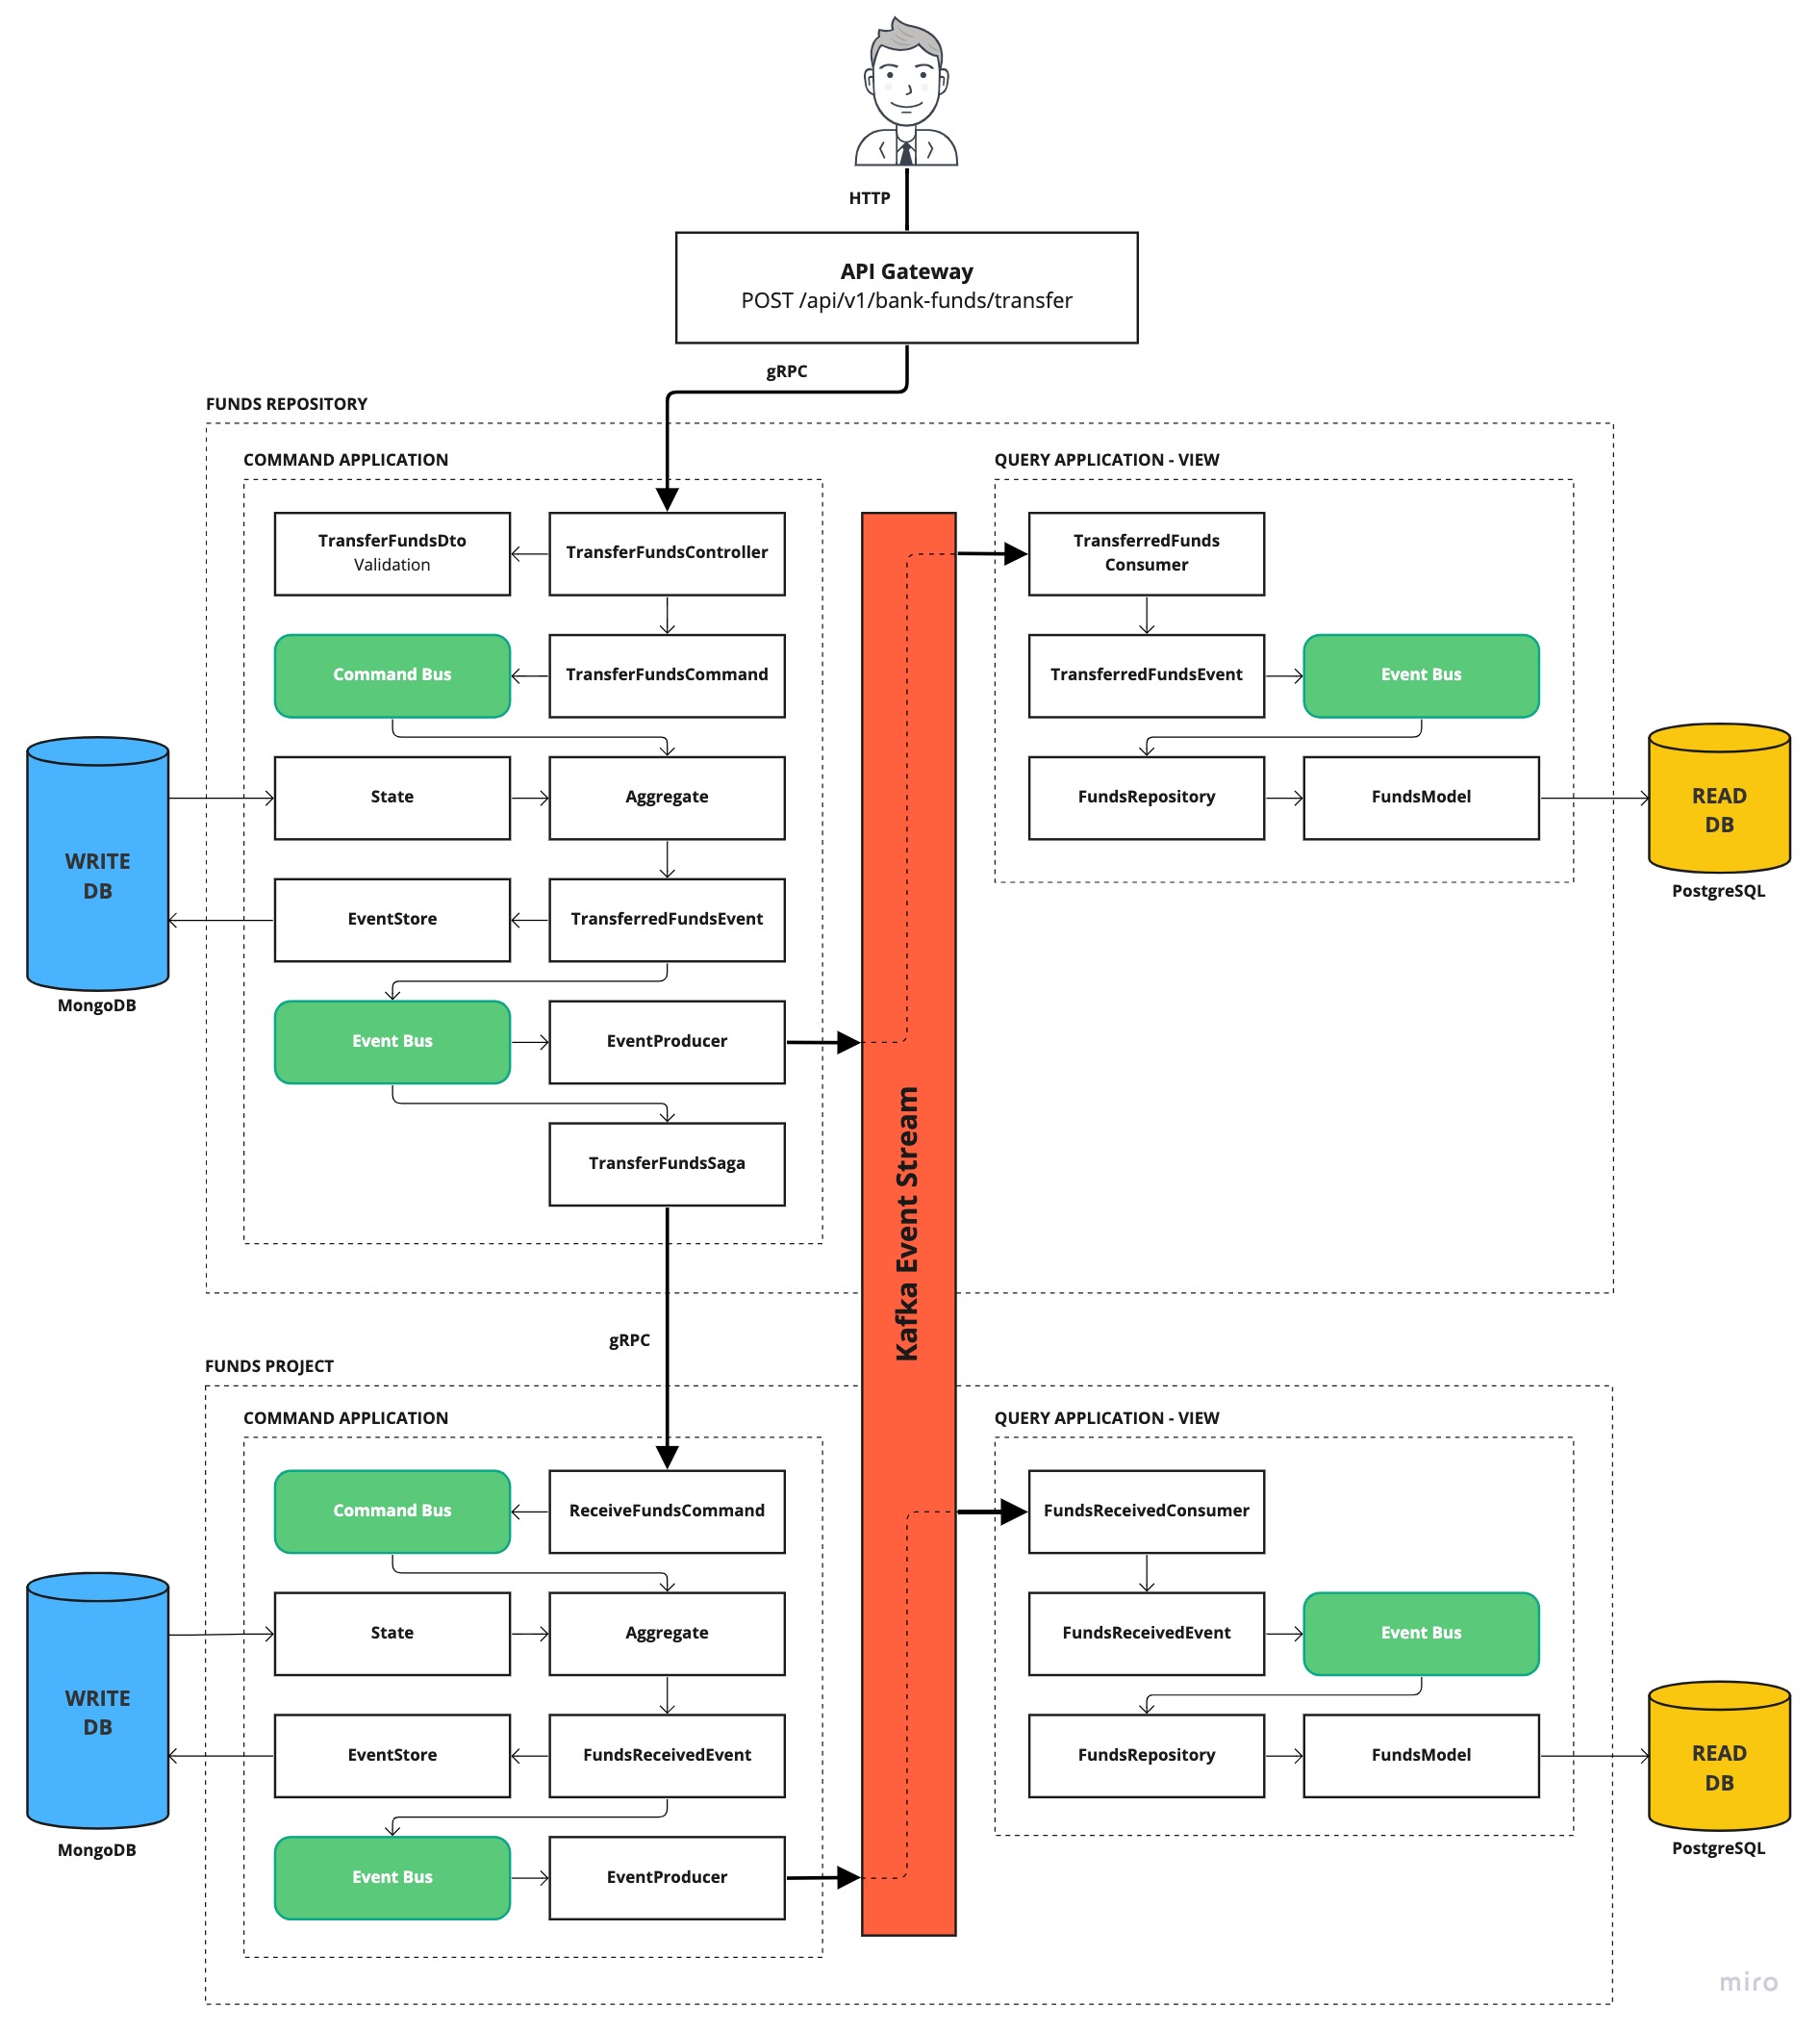 HTTP
API Gateway
POST /api/v1/bank-funds/transfer
gRPC
FUNDS REPOSITORY
COMMAND APPLICATION
TransferFundsDto
Validation
TransferFundsController
Command Bus
TransferFundsCommand
State
Aggregate
EventStore
TransferredFundsEvent
Event Bus
EventProducer
TransferFundsSaga
WRITE
DB
MongoDB
Kafka Event Stream
QUERY APPLICATION - VIEW
TransferredFunds
Consumer
TransferredFundsEvent
Event Bus
FundsRepository
FundsModel
READ
DB
PostgreSQL
gRPC
FUNDS PROJECT
COMMAND APPLICATION
Command Bus
ReceiveFundsCommand
State
Aggregate
EventStore
FundsReceivedEvent
Event Bus
EventProducer
WRITE
DB
MongoDB
QUERY APPLICATION - VIEW
FundsReceivedConsumer
FundsReceivedEvent
Event Bus
FundsRepository
FundsModel
READ
DB
PostgreSQL
miro